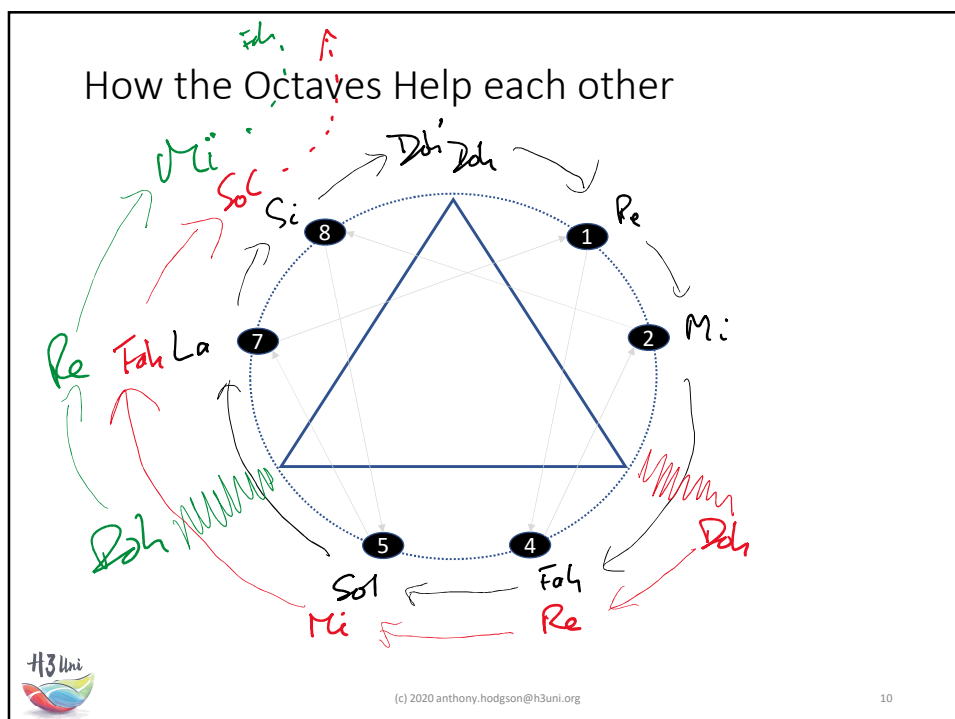 Fah
How the Octaves Help each other
Doh' Doh
Mi
Sol
Si
8
1
Re
Re
Fah
La
7
2
Mi
Doh
5
4
Doh
Sol
Fah
Mi
Re
H3Uni
(c) 2020 anthony.hodgson@h3uni.org
10